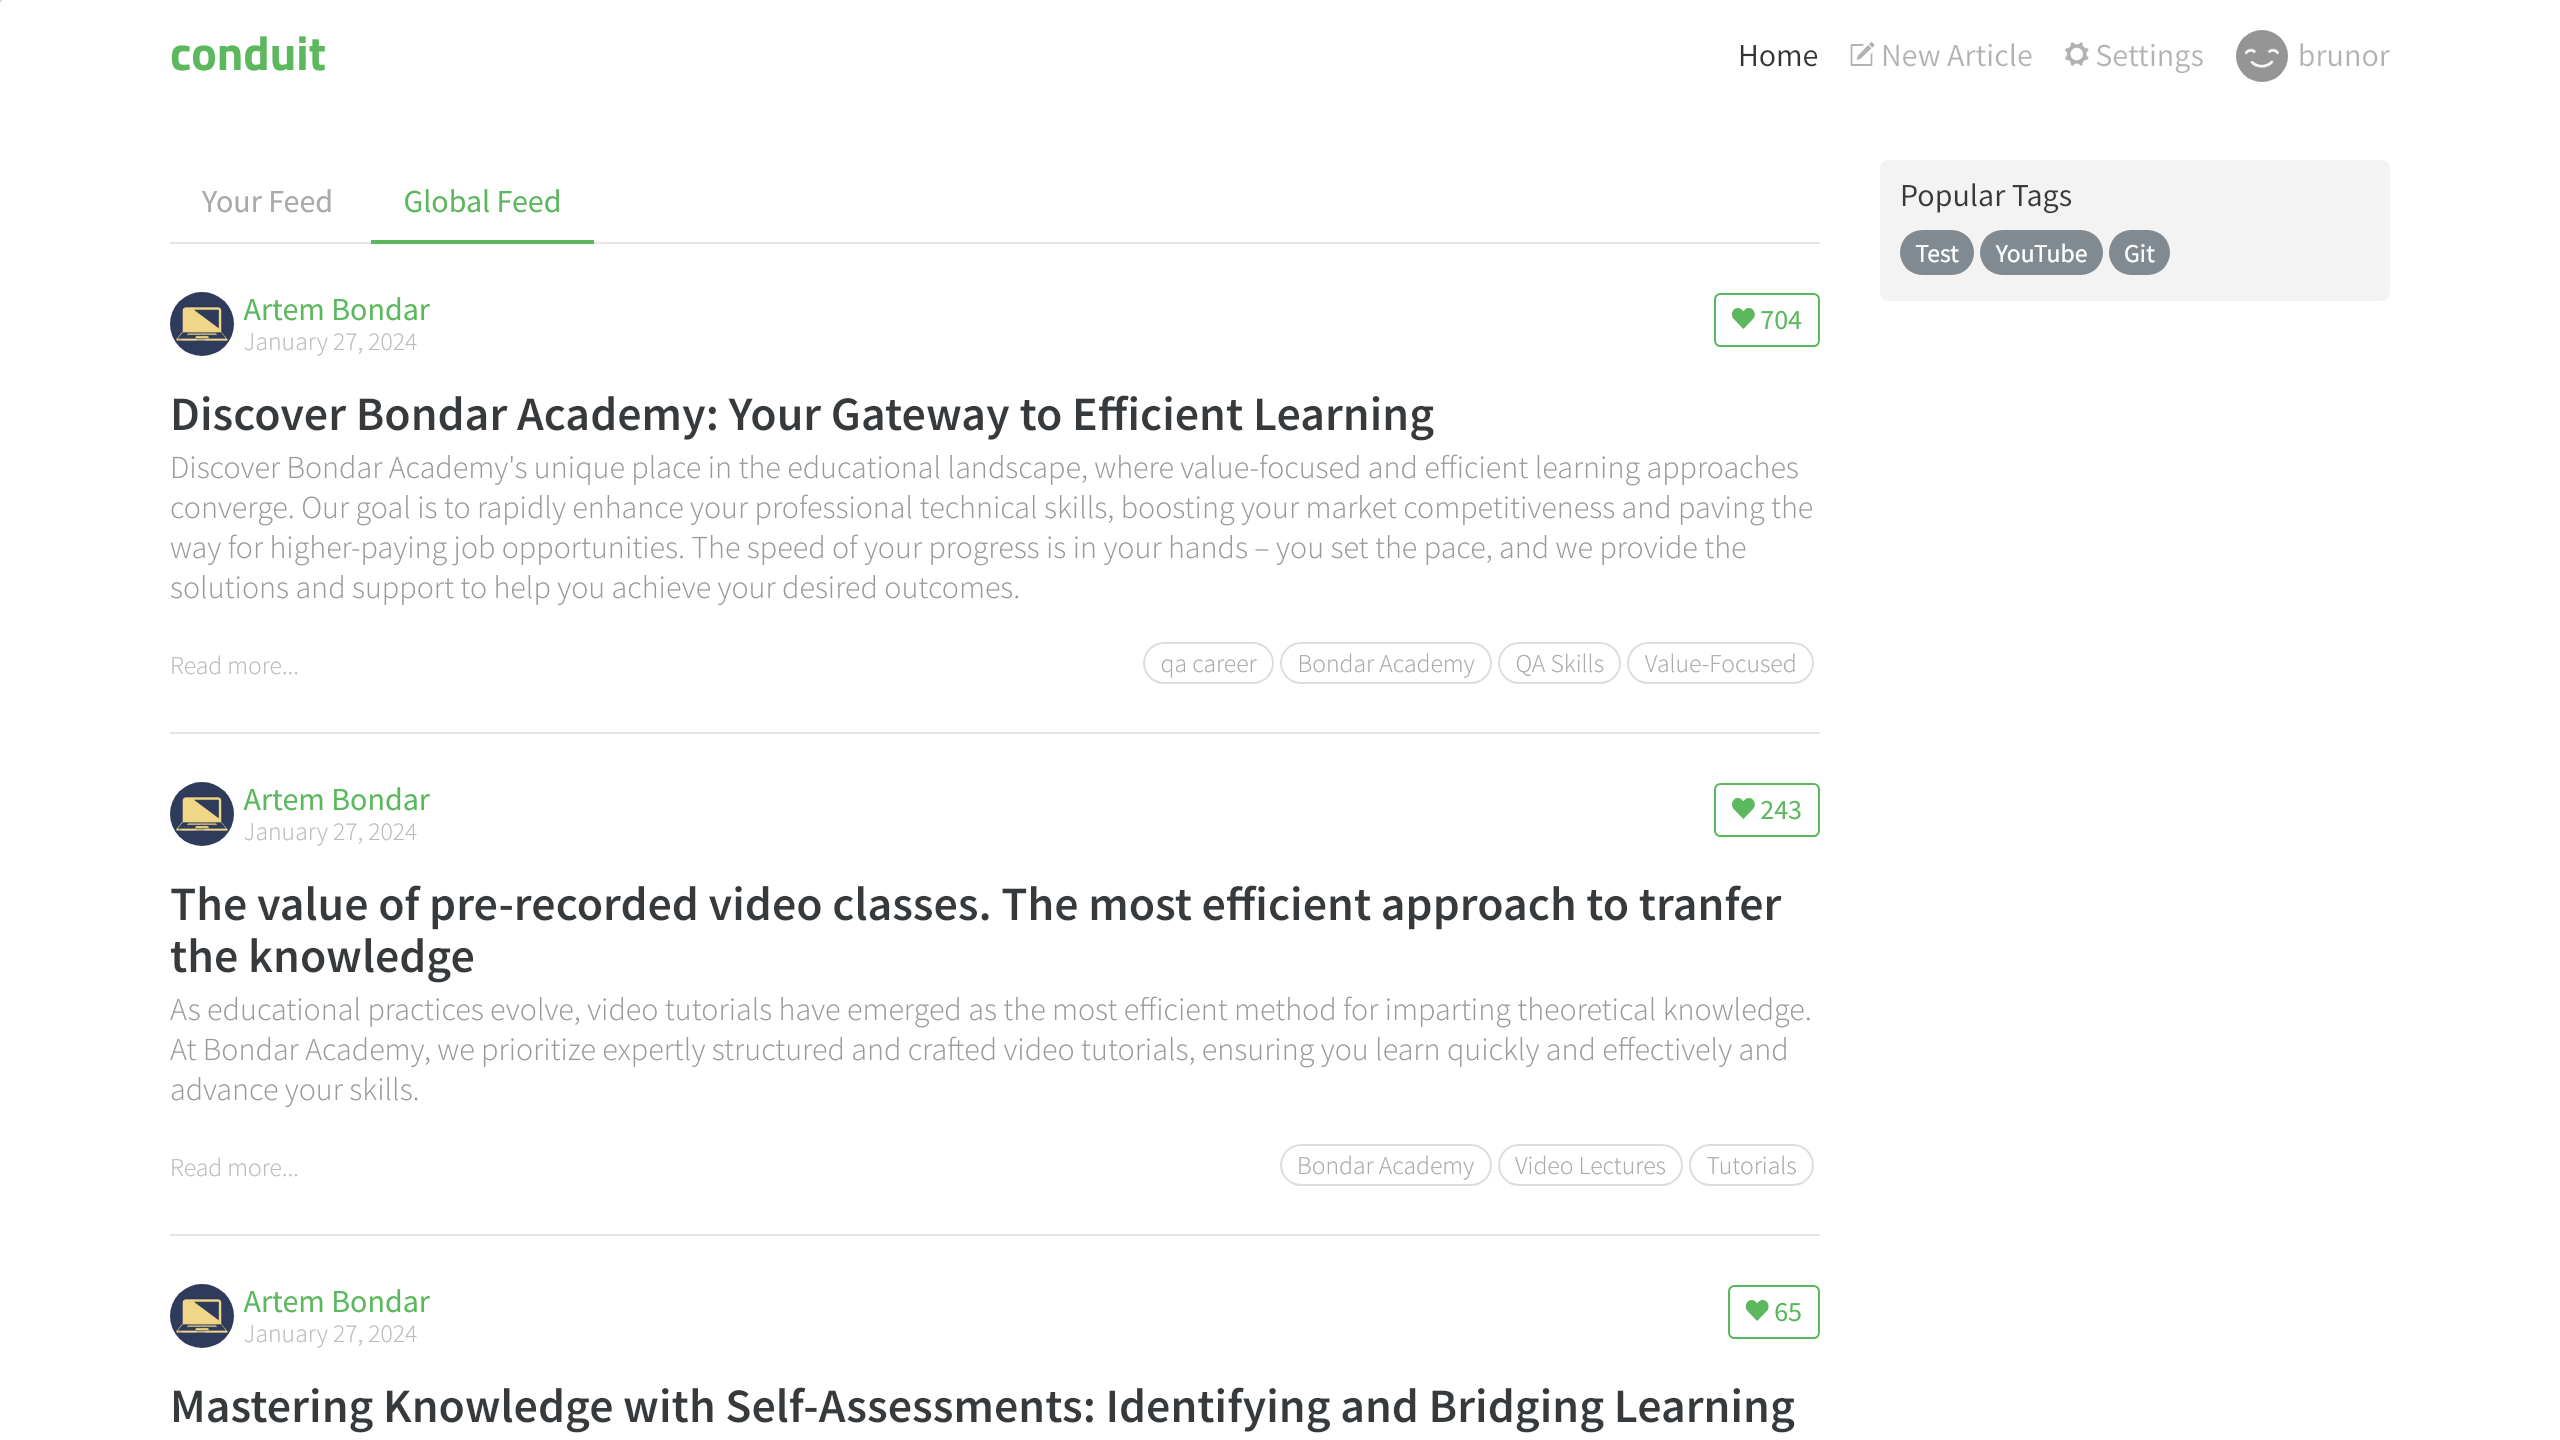 conduit
Home
New Article
Settings
brunor
Your Feed
Global Feed
Popular Tags
Test
YouTube
Git
Artem Bondar
January 27, 2024
704
Discover Bondar Academy: Your Gateway to Efficient Learning
Discover Bondar Academy's unique place in the educational landscape, where value-focused and efficient learning approaches
converge. Our goal is to rapidly enhance your professional technical skills, boosting your market competitiveness and paving the
way for higher-paying job opportunities. The speed of your progress is in your hands – you set the pace, and we provide the
solutions and support to help you achieve your desired outcomes.
Read more...
qa career
Bondar Academy
QA Skills
Value-Focused
Artem Bondar
January 27, 2024
243
The value of pre-recorded video classes. The most efficient approach to tranfer
the knowledge
As educational practices evolve, video tutorials have emerged as the most efficient method for imparting theoretical knowledge.
At Bondar Academy, we prioritize expertly structured and crafted video tutorials, ensuring you learn quickly and effectively and
advance your skills.
Read more...
Bondar Academy
Video Lectures
Tutorials
Artem Bondar
January 27, 2024
65
Mastering Knowledge with Self-Assessments: Identifying and Bridging Learning